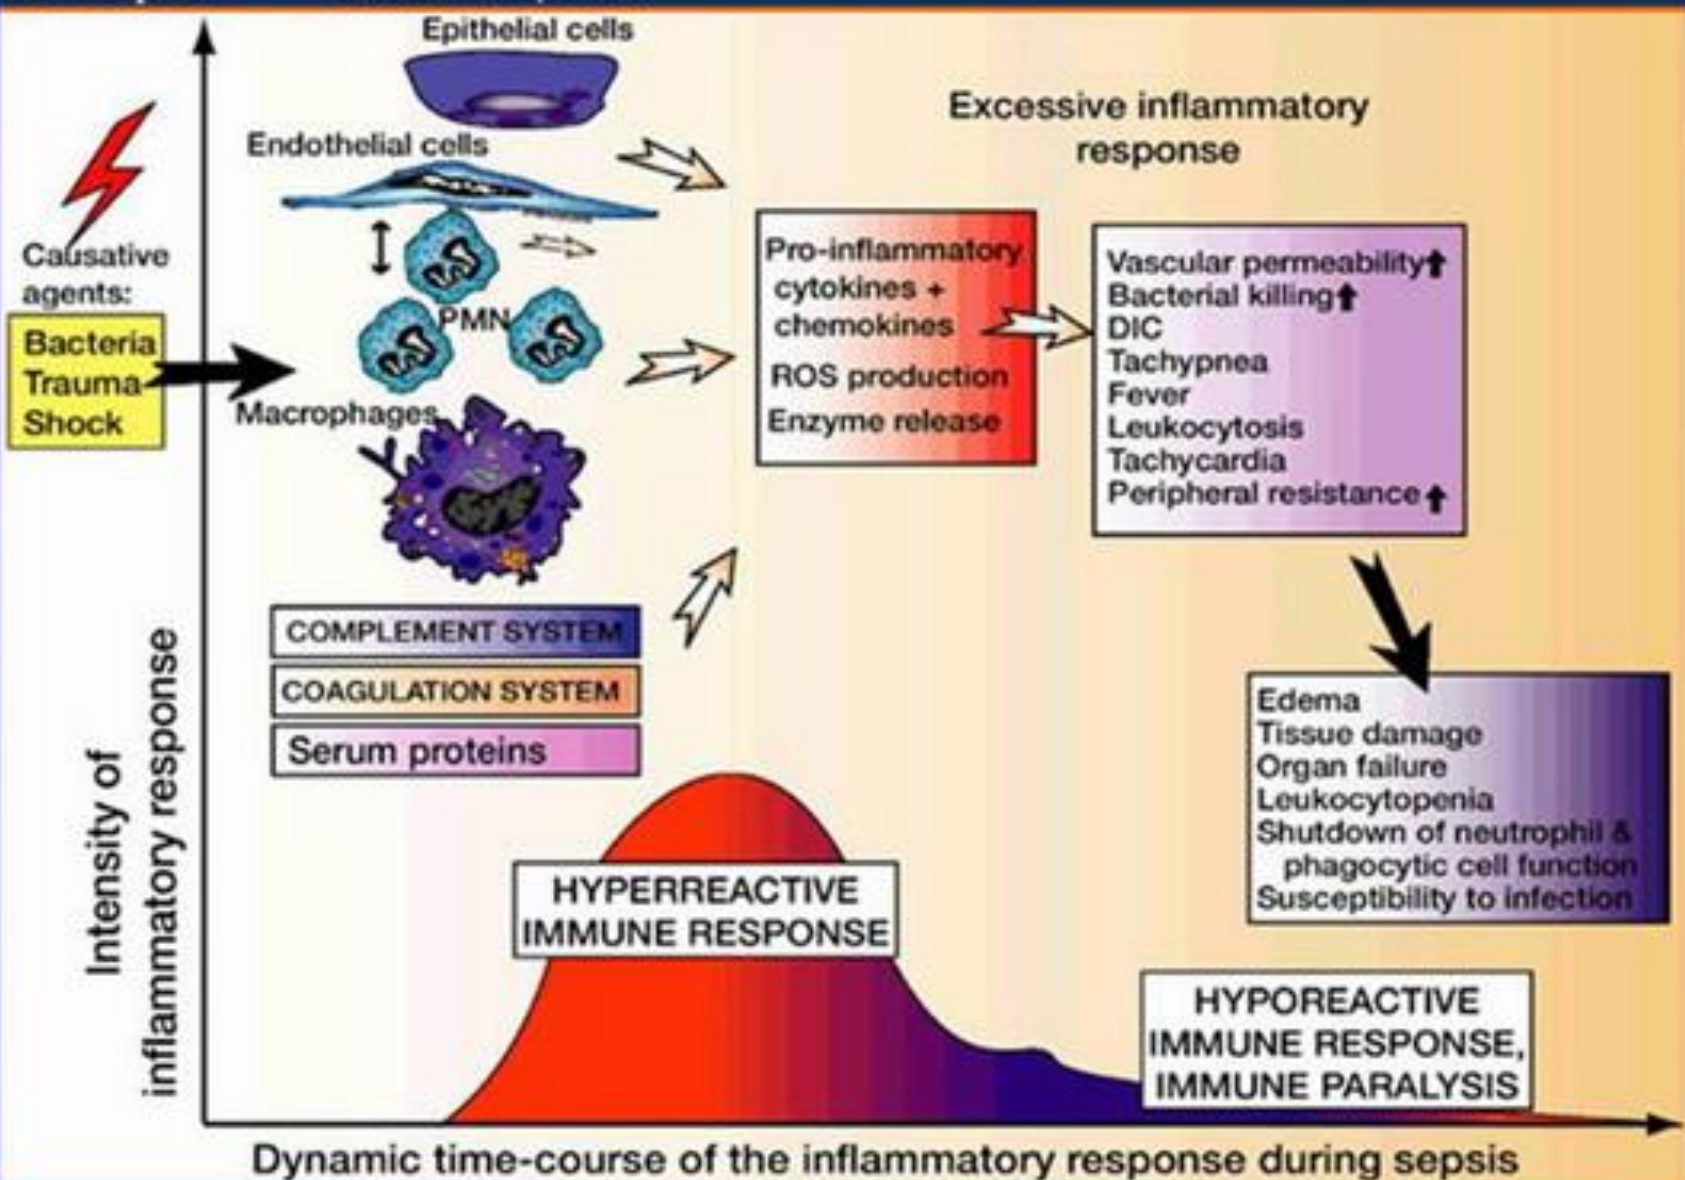 Epithelial cells
Endothelial cells
Causative
agents:
Bacteria
Trauma
Shock
PMN
Macrophages
COMPLEMENT SYSTEM
COAGULATION SYSTEM
Serum proteins
Excessive inflammatory
response
Pro-inflammatory
cytokines +
chemokines
ROS production
Enzyme release
Vascular permeability⬆
Bacterial killing⬆
DIC
Tachypnea
Fever
Leukocytosis
Tachycardia
Peripheral resistance⬆
Edema
Tissue damage
Organ failure
Leukocytopenia
Shutdown of neutrophil &
phagocytic cell function
Susceptibility to infection
Intensity of
inflammatory response
HYPERREACTIVE
IMMUNE RESPONSE
HYPOREACTIVE
IMMUNE RESPONSE,
IMMUNE PARALYSIS
Dynamic time-course of the inflammatory response during sepsis